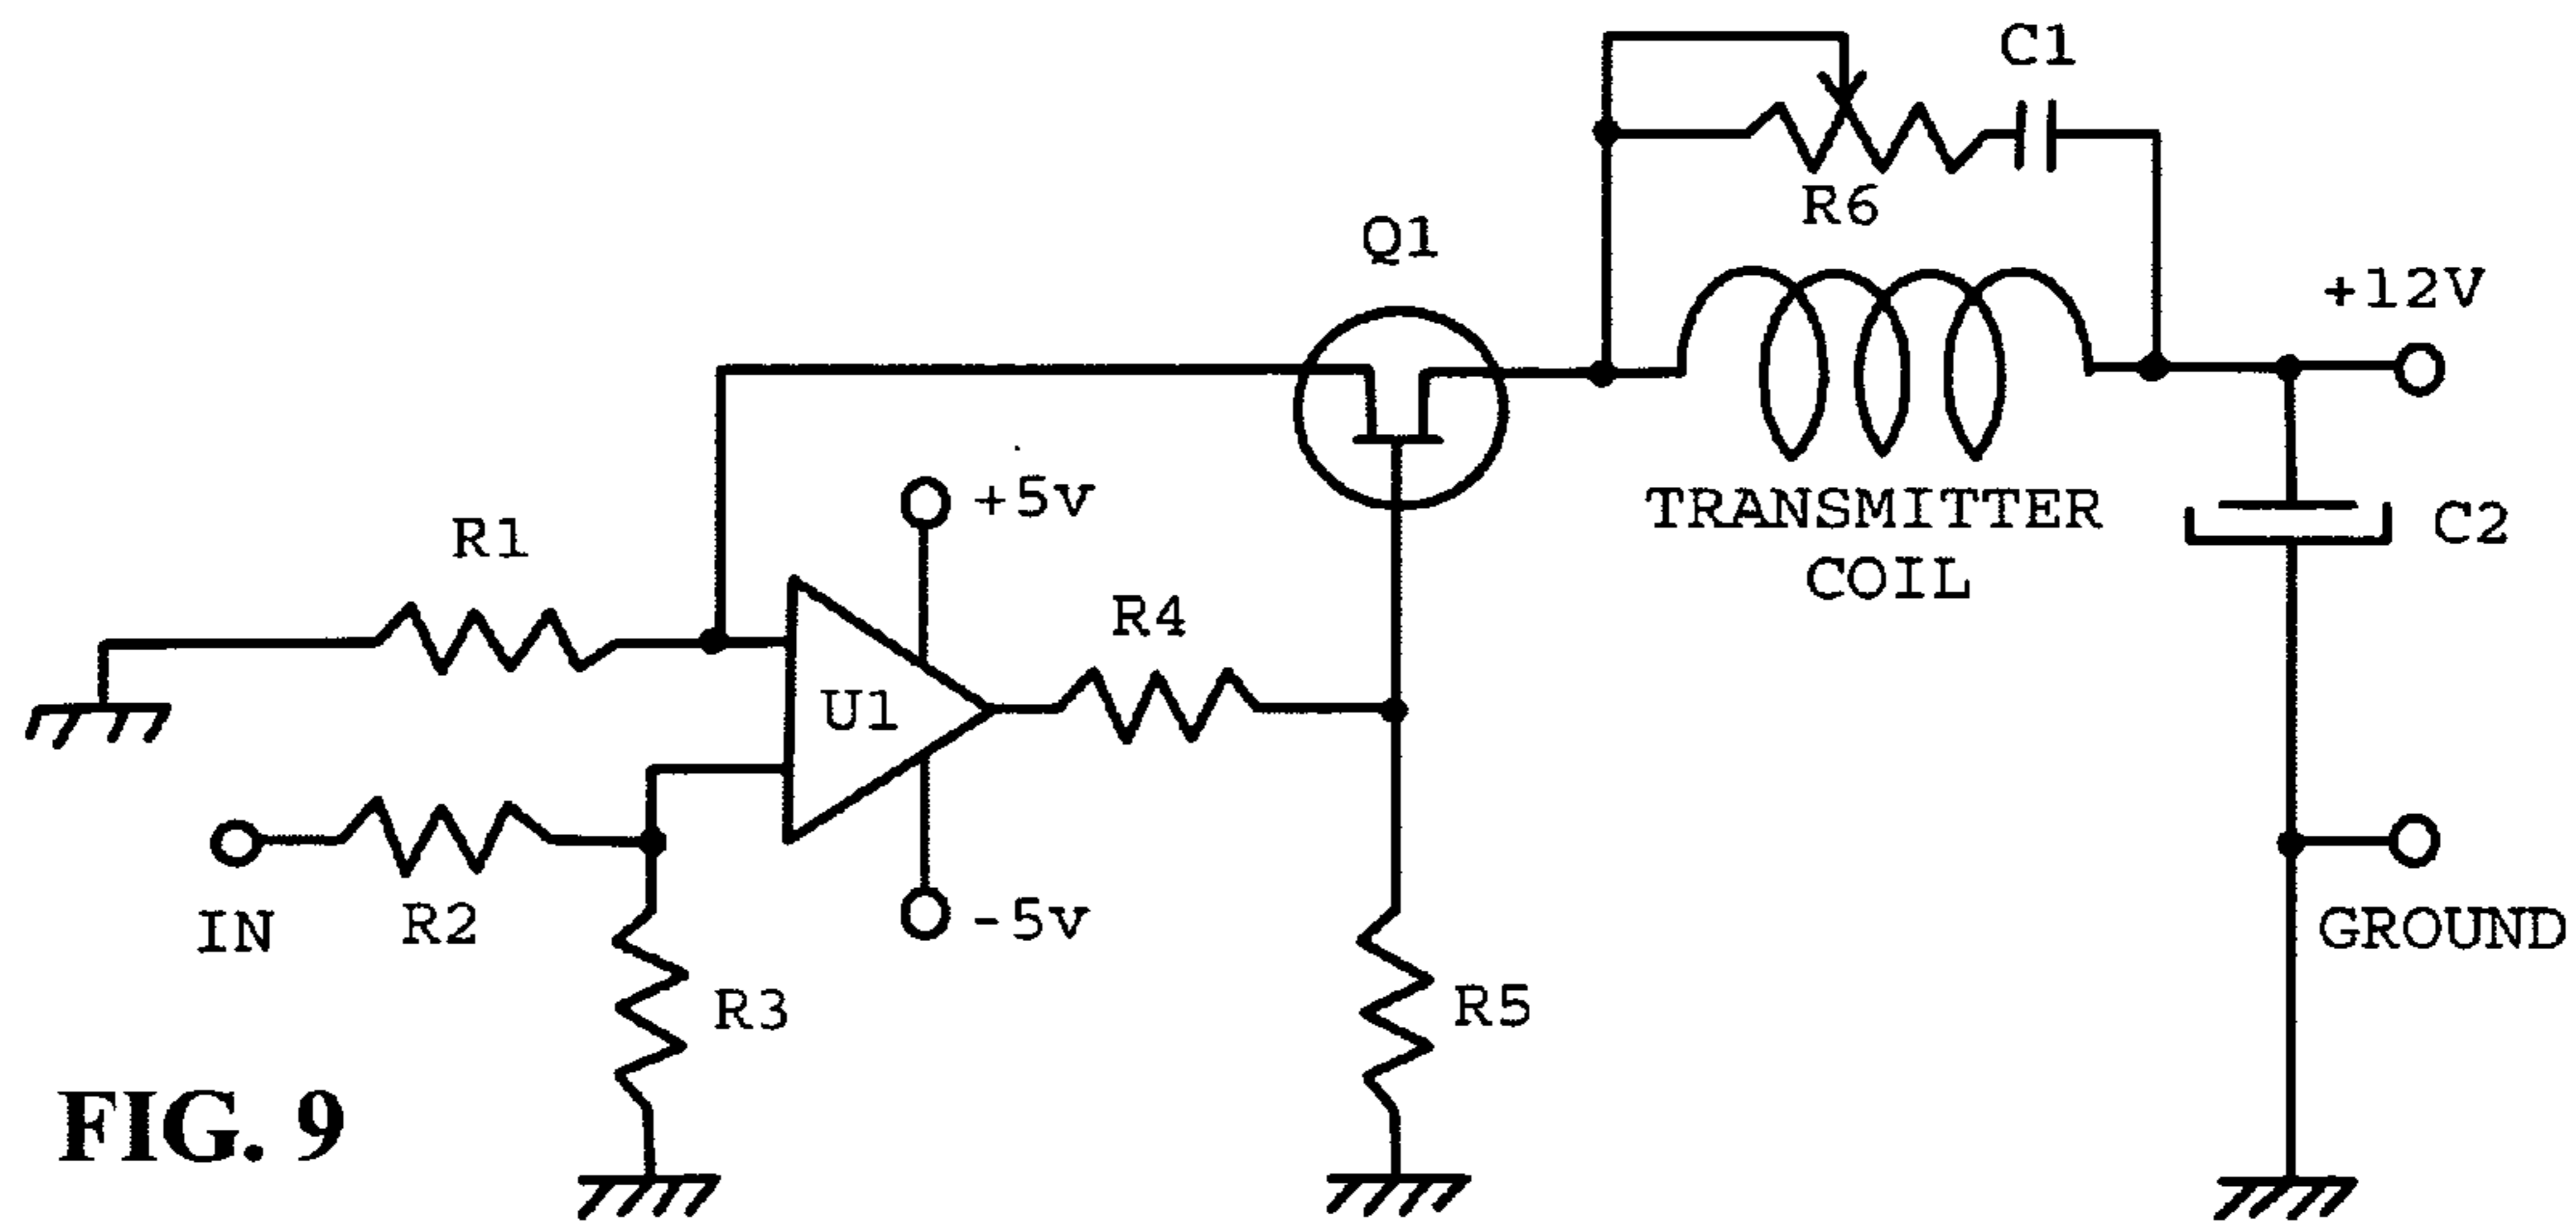 C1
R6
Q1
+12V
+5v
TRANSMITTER
COIL
C2
R1
R4
U1
IN
R2
-5v
GROUND
R3
R5
FIG. 9